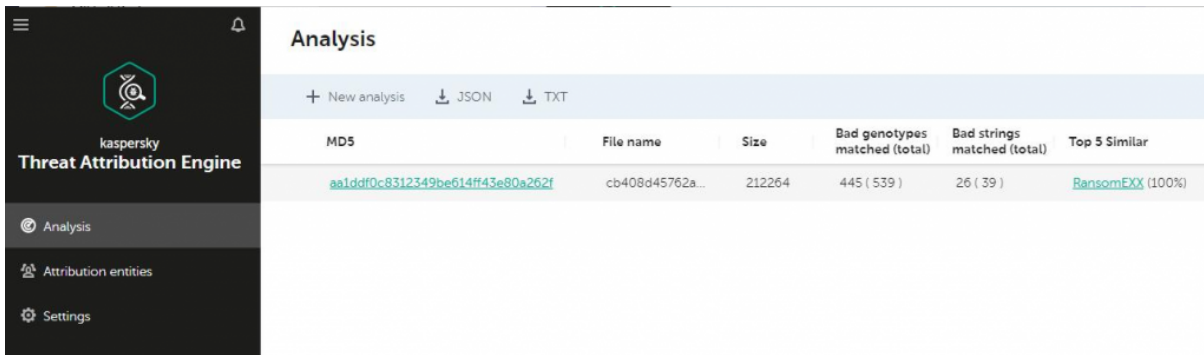 Analysis
+ New analysis JSON TXT
kaspersky
Threat Attribution Engine
MD5 File name Size Bad genotypes matched (total) Bad strings matched (total) Top 5 Similar
aa1ddf0c8312349be614ff43e80a262f cb408d45762a... 212264 445 ( 539 ) 26 ( 39 ) RansomEXX (100%)
Analysis
Attribution entities
Settings